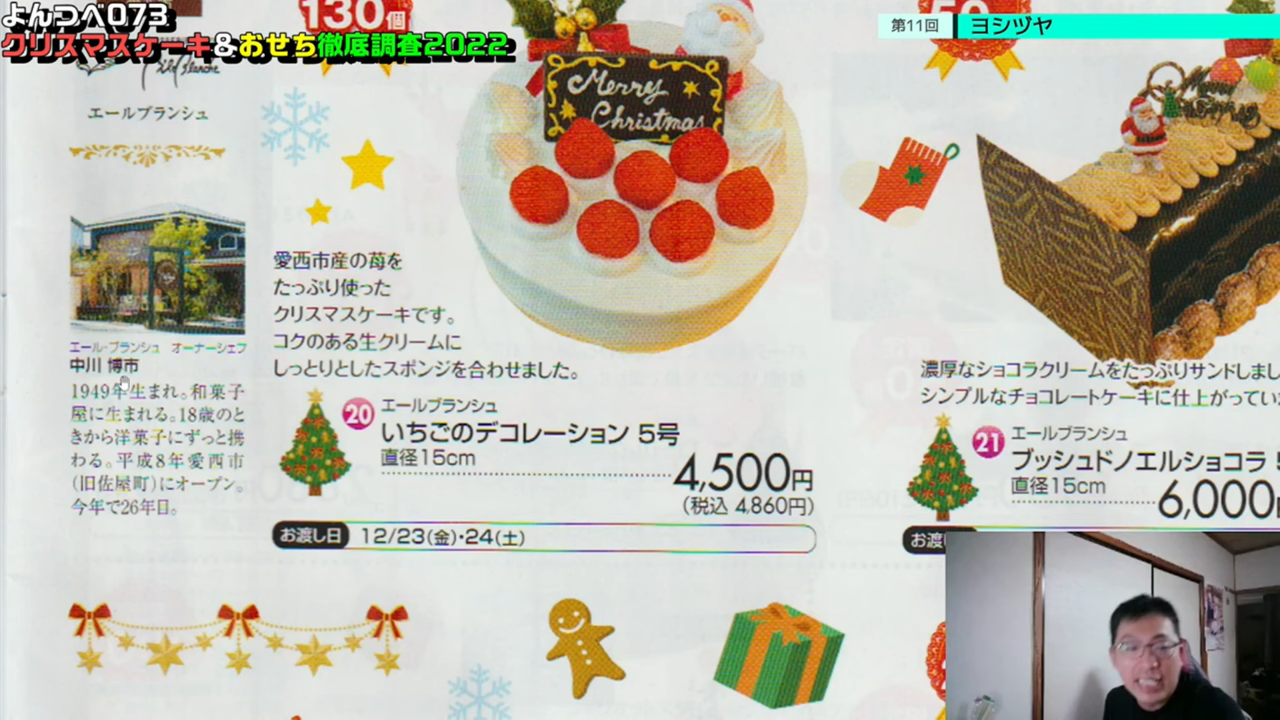 よんつべ073
クリスマスケーキ&おせち徹底調査2022
第11回 ヨシヅヤ
130個
50
エールブランシュ
Merry
Christmas
愛西市産の苺を
たっぷり使った
クリスマスケーキです。
コクのある生クリームに
しっとりとしたスポンジを合わせました。
エール・ブランシュ オーナーシェフ
中川 博市
1949年生まれ。和菓子
屋に生まれる。18歳のと
きから洋菓子にずっと携
わる。平成8年愛西市
(旧佐屋町)にオープン。
今年で26年目。
20 エールブランシュ
いちごのデコレーション 5号
直径15cm
4,500円
(税込 4,860円)
お渡し日 12/23(金)・24(土)
濃厚なショコラクリームをたっぷりサンドしまし
シンプルなチョコレートケーキに仕上がってい
21 エールブランシュ
ブッシュドノエルショコラ 5
直径15cm
6,000円
お渡し